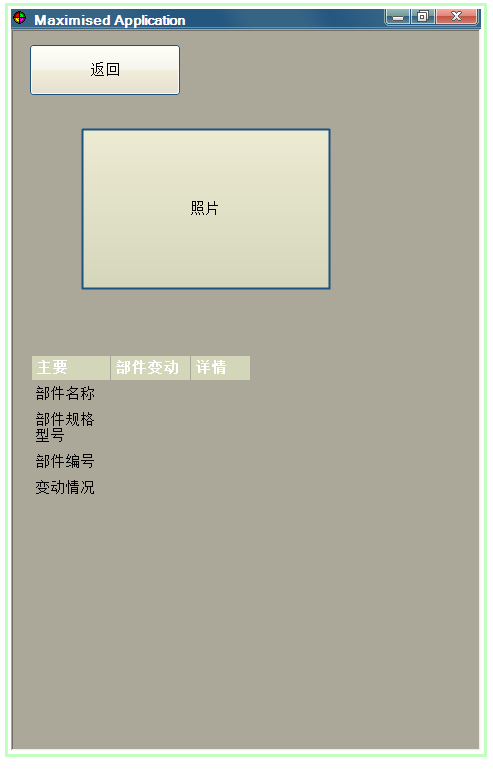 Maximised Application
返回
照片
主要 部件变动 详情
部件名称
部件规格
型号
部件编号
变动情况